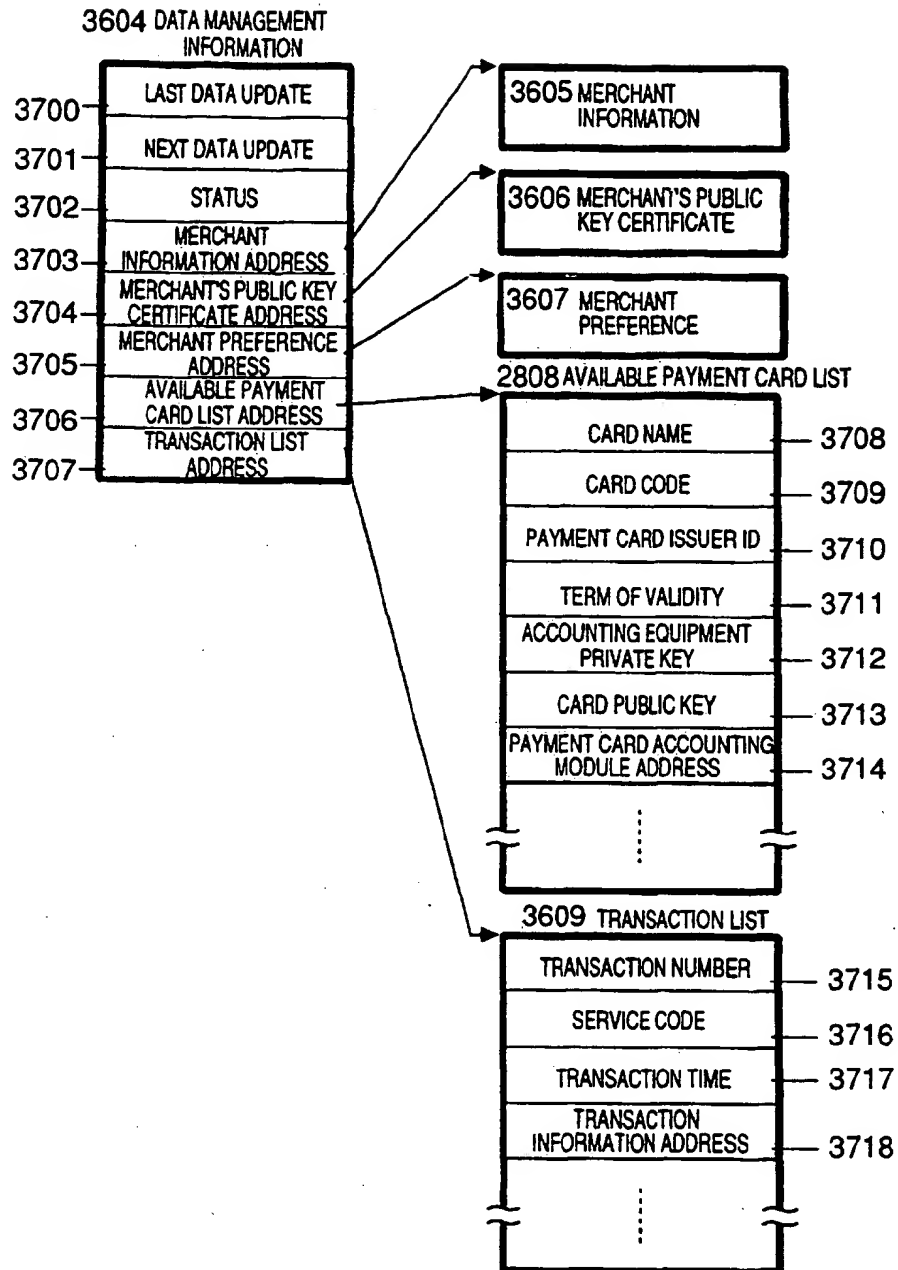 3604 DATA MANAGEMENT
INFORMATION
3700
LAST DATA UPDATE
3701
NEXT DATA UPDATE
3702
STATUS
3703
MERCHANT
INFORMATION ADDRESS
3704
MERCHANT'S PUBLIC KEY
CERTIFICATE ADDRESS
3705
MERCHANT PREFERENCE
ADDRESS
3706
AVAILABLE PAYMENT
CARD LIST ADDRESS
3707
TRANSACTION LIST
ADDRESS
3605 MERCHANT
INFORMATION
3606 MERCHANT'S PUBLIC
KEY CERTIFICATE
3607 MERCHANT
PREFERENCE
2808 AVAILABLE PAYMENT CARD LIST
CARD NAME
3708
CARD CODE
3709
PAYMENT CARD ISSUER ID
3710
TERM OF VALIDITY
3711
ACCOUNTING EQUIPMENT
PRIVATE KEY
3712
CARD PUBLIC KEY
3713
PAYMENT CARD ACCOUNTING
MODULE ADDRESS
3714
3609 TRANSACTION LIST
TRANSACTION NUMBER
3715
SERVICE CODE
3716
TRANSACTION TIME
3717
TRANSACTION
INFORMATION ADDRESS
3718